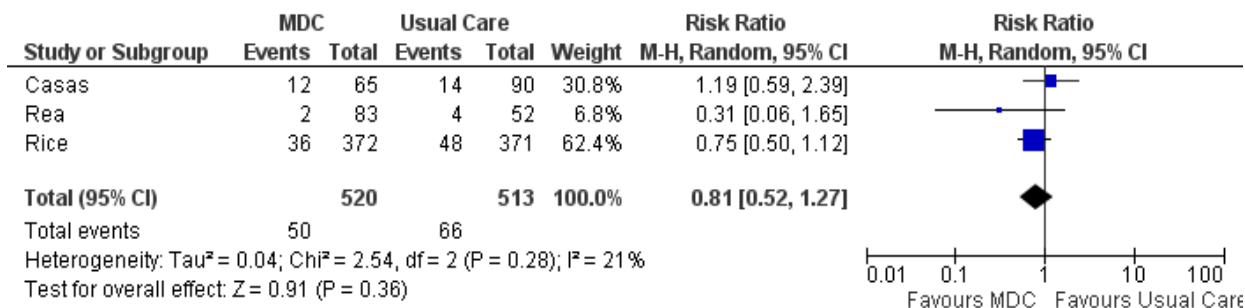 MDC Usual Care Risk Ratio Risk Ratio
Study or Subgroup Events Total Events Total Weight M-H, Random, 95% CI M-H, Random, 95% CI
Casas 12 65 14 90 30.8% 1.19 [0.59, 2.39]
Rea 2 83 4 52 6.8% 0.31 [0.06, 1.65]
Rice 36 372 48 371 62.4% 0.75 [0.50, 1.12]
Total (95% CI) 520 513 100.0% 0.81 [0.52, 1.27]
Total events 50 66
Heterogeneity: Tau² = 0.04; Chi² = 2.54, df = 2 (P = 0.28); I² = 21%
Test for overall effect: Z = 0.91 (P = 0.36)
0.01 0.1 1 10 100
Favours MDC Favours Usual Care